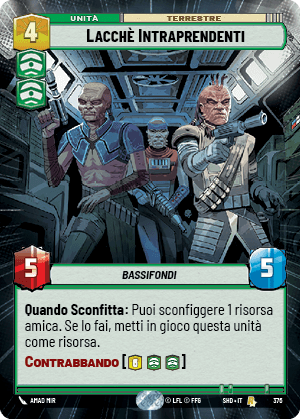 UNITÀ
TERRESTRE
4
LACCHÈ INTRAPRENDENTI
5
5
BASSIFONDI
Quando Sconfitta: Puoi sconfiggere 1 risorsa
amica. Se lo fai, metti in gioco questa unità
come risorsa.
CONTRABBANDO [ ]
AMAD MIR
© LFL © FFG
SHD • IT
376